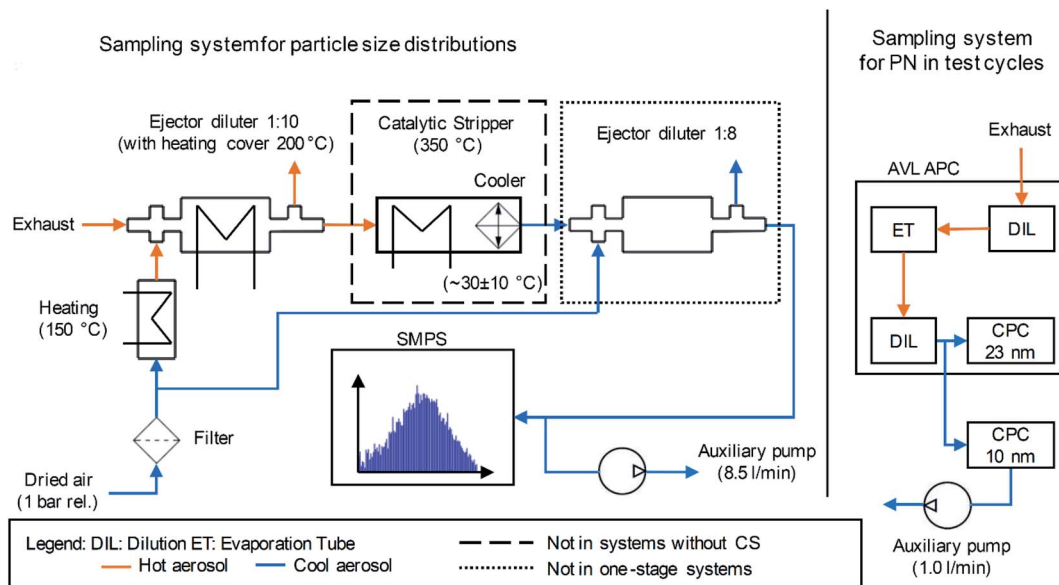 Sampling system for particle size distributions
Sampling system
for PN in test cycles
Ejector diluter 1:10
(with heating cover 200 °C)
Catalytic Stripper
(350 °C)
Cooler
Ejector diluter 1:8
Exhaust
(~30±10 °C)
Heating
(150 °C)
SMPS
Filter
Dried air
(1 bar rel.)
Auxiliary pump
(8.5 l/min)
Exhaust
AVL APC
ET
DIL
DIL
CPC
23 nm
CPC
10 nm
Auxiliary pump
(1.0 l/min)
Legend: DIL: Dilution ET: Evaporation Tube
Hot aerosol
Cool aerosol
Not in systems without CS
Not in one-stage systems